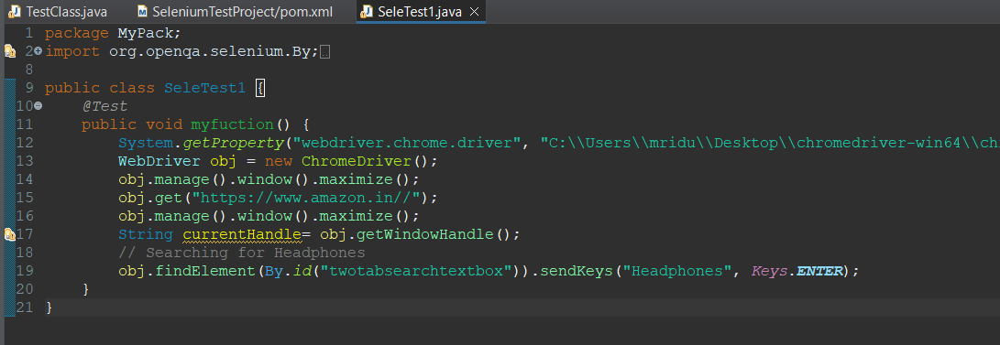 TestClass.java SeleniumTestProject/pom.xml SeleTest1.java
1 package MyPack;
2 import org.openqa.selenium.By;
8
9 public class SeleTest1 {
10 @Test
11 public void myfuction() {
12 System.getProperty("webdriver.chrome.driver", "C:\\Users\\mridu\\Desktop\\chromedriver-win64\\ch
13 WebDriver obj = new ChromeDriver();
14 obj.manage().window().maximize();
15 obj.get("https://www.amazon.in//");
16 obj.manage().window().maximize();
17 String currentHandle= obj.getWindowHandle();
18 // Searching for Headphones
19 obj.findElement(By.id("twotabsearchtextbox")).sendKeys("Headphones", Keys.ENTER);
20 }
21 }